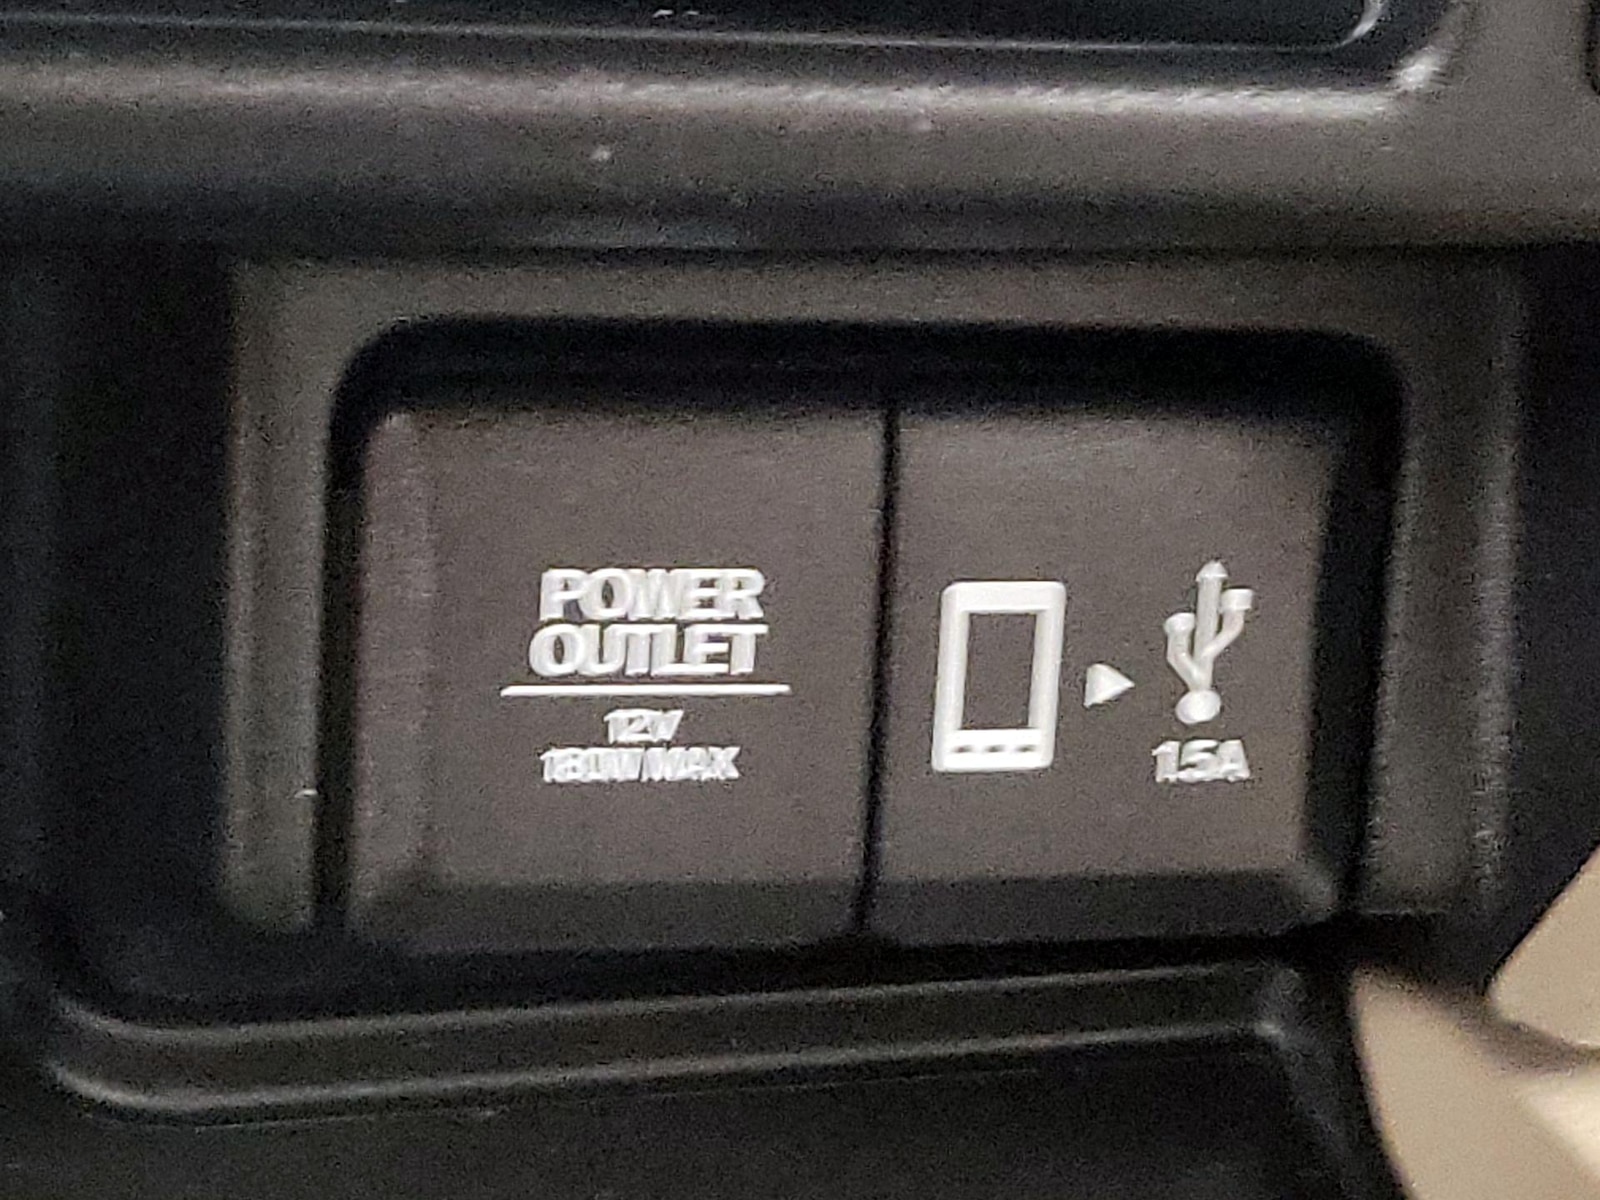 POWER
OUTLET
12V
180W MAX
1.5A